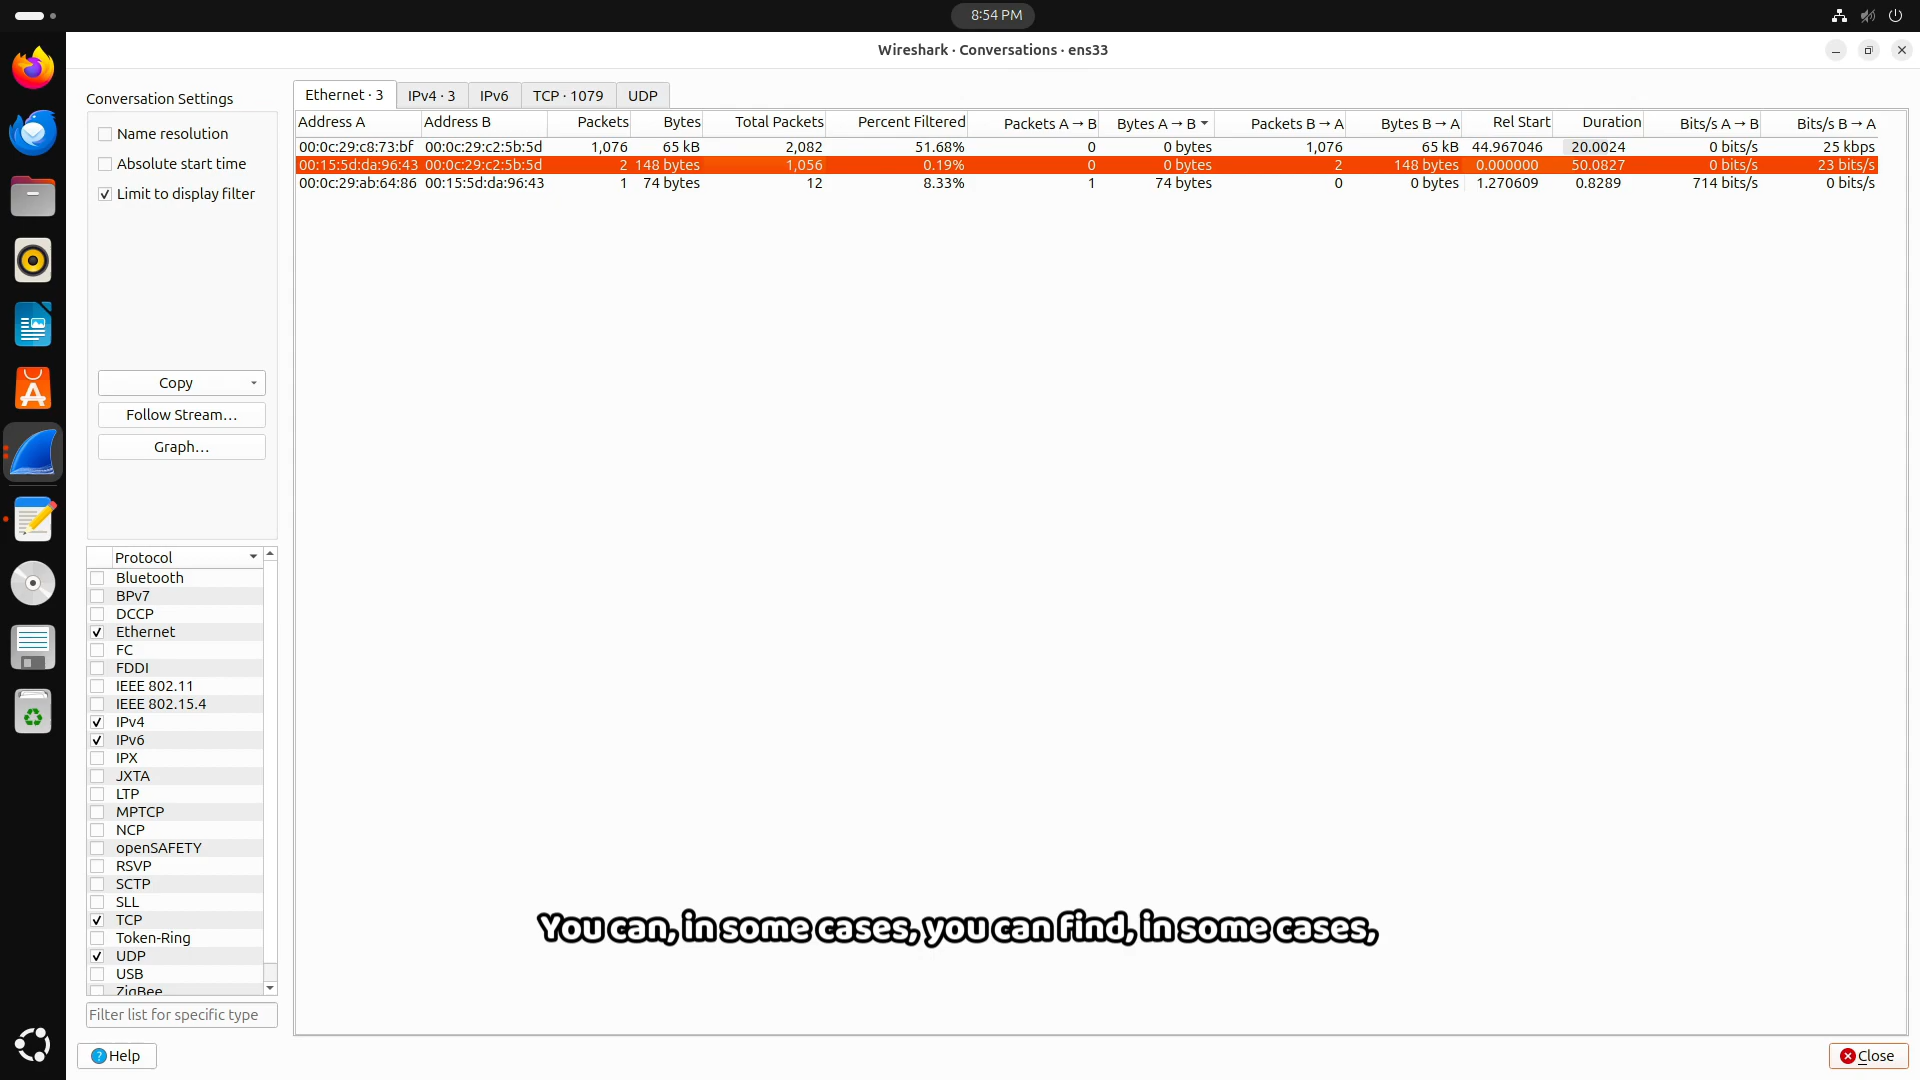 8:54 PM
Wireshark · Conversations · ens33
Conversation Settings
Name resolution
Absolute start time
Limit to display filter
Copy
Follow Stream…
Graph…
Protocol
Bluetooth
BPv7
DCCP
Ethernet
FC
FDDI
IEEE 802.11
IEEE 802.15.4
IPv4
IPv6
IPX
JXTA
LTP
MPTCP
NCP
openSAFETY
RSVP
SCTP
SLL
TCP
Token-Ring
UDP
USB
ZigBee
Filter list for specific type
Help
Ethernet · 3 IPv4 · 3 IPv6 TCP · 1079 UDP
Address A Address B Packets Bytes Total Packets Percent Filtered Packets A → B Bytes A → B Packets B → A Bytes B → A Rel Start Duration Bits/s A → B Bits/s B → A
00:0c:29:c8:73:bf 00:0c:29:c2:5b:5d 1,076 65 kB 2,082 51.68% 0 0 bytes 1,076 65 kB 44.967046 20.0024 0 bits/s 25 kbps
00:15:5d:da:96:43 00:0c:29:c2:5b:5d 2 148 bytes 1,056 0.19% 0 0 bytes 2 148 bytes 0.000000 50.0827 0 bits/s 23 bits/s
00:0c:29:ab:64:86 00:15:5d:da:96:43 1 74 bytes 12 8.33% 1 74 bytes 0 0 bytes 1.270609 0.8289 714 bits/s 0 bits/s
You can, in some cases, you can find, in some cases,
Close